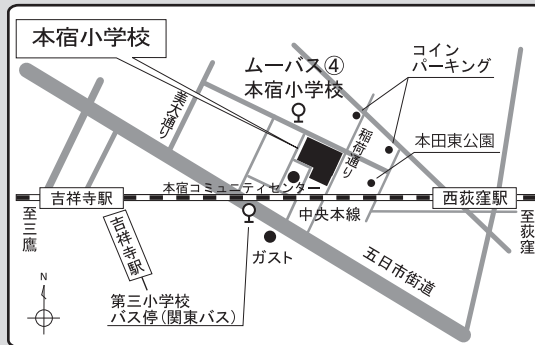 本宿小学校
ムーバス④
本宿小学校
コイン
パーキング
美大通り
稲荷通り
本田東公園
本宿コミュニティセンター
吉祥寺駅
西荻窪駅
至三鷹
至荻窪
中央本線
吉祥寺駅
ガスト
五日市街道
第三小学校
バス停(関東バス)
N